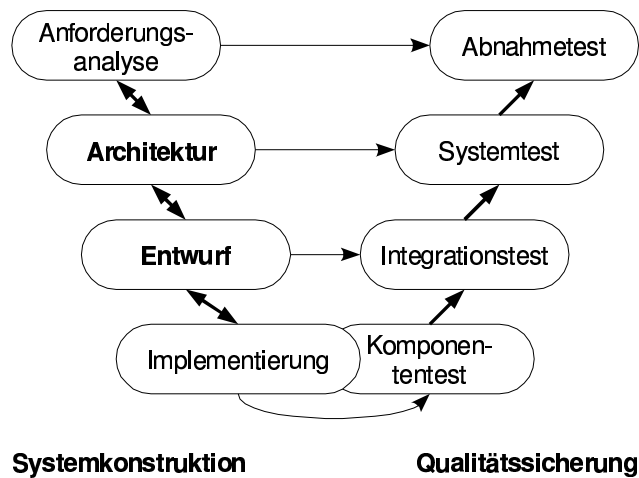 Anforderungs-
analyse
Abnahmetest
Architektur
Systemtest
Entwurf
Integrationstest
Implementierung
Komponen-
tentest
Systemkonstruktion
Qualitätssicherung